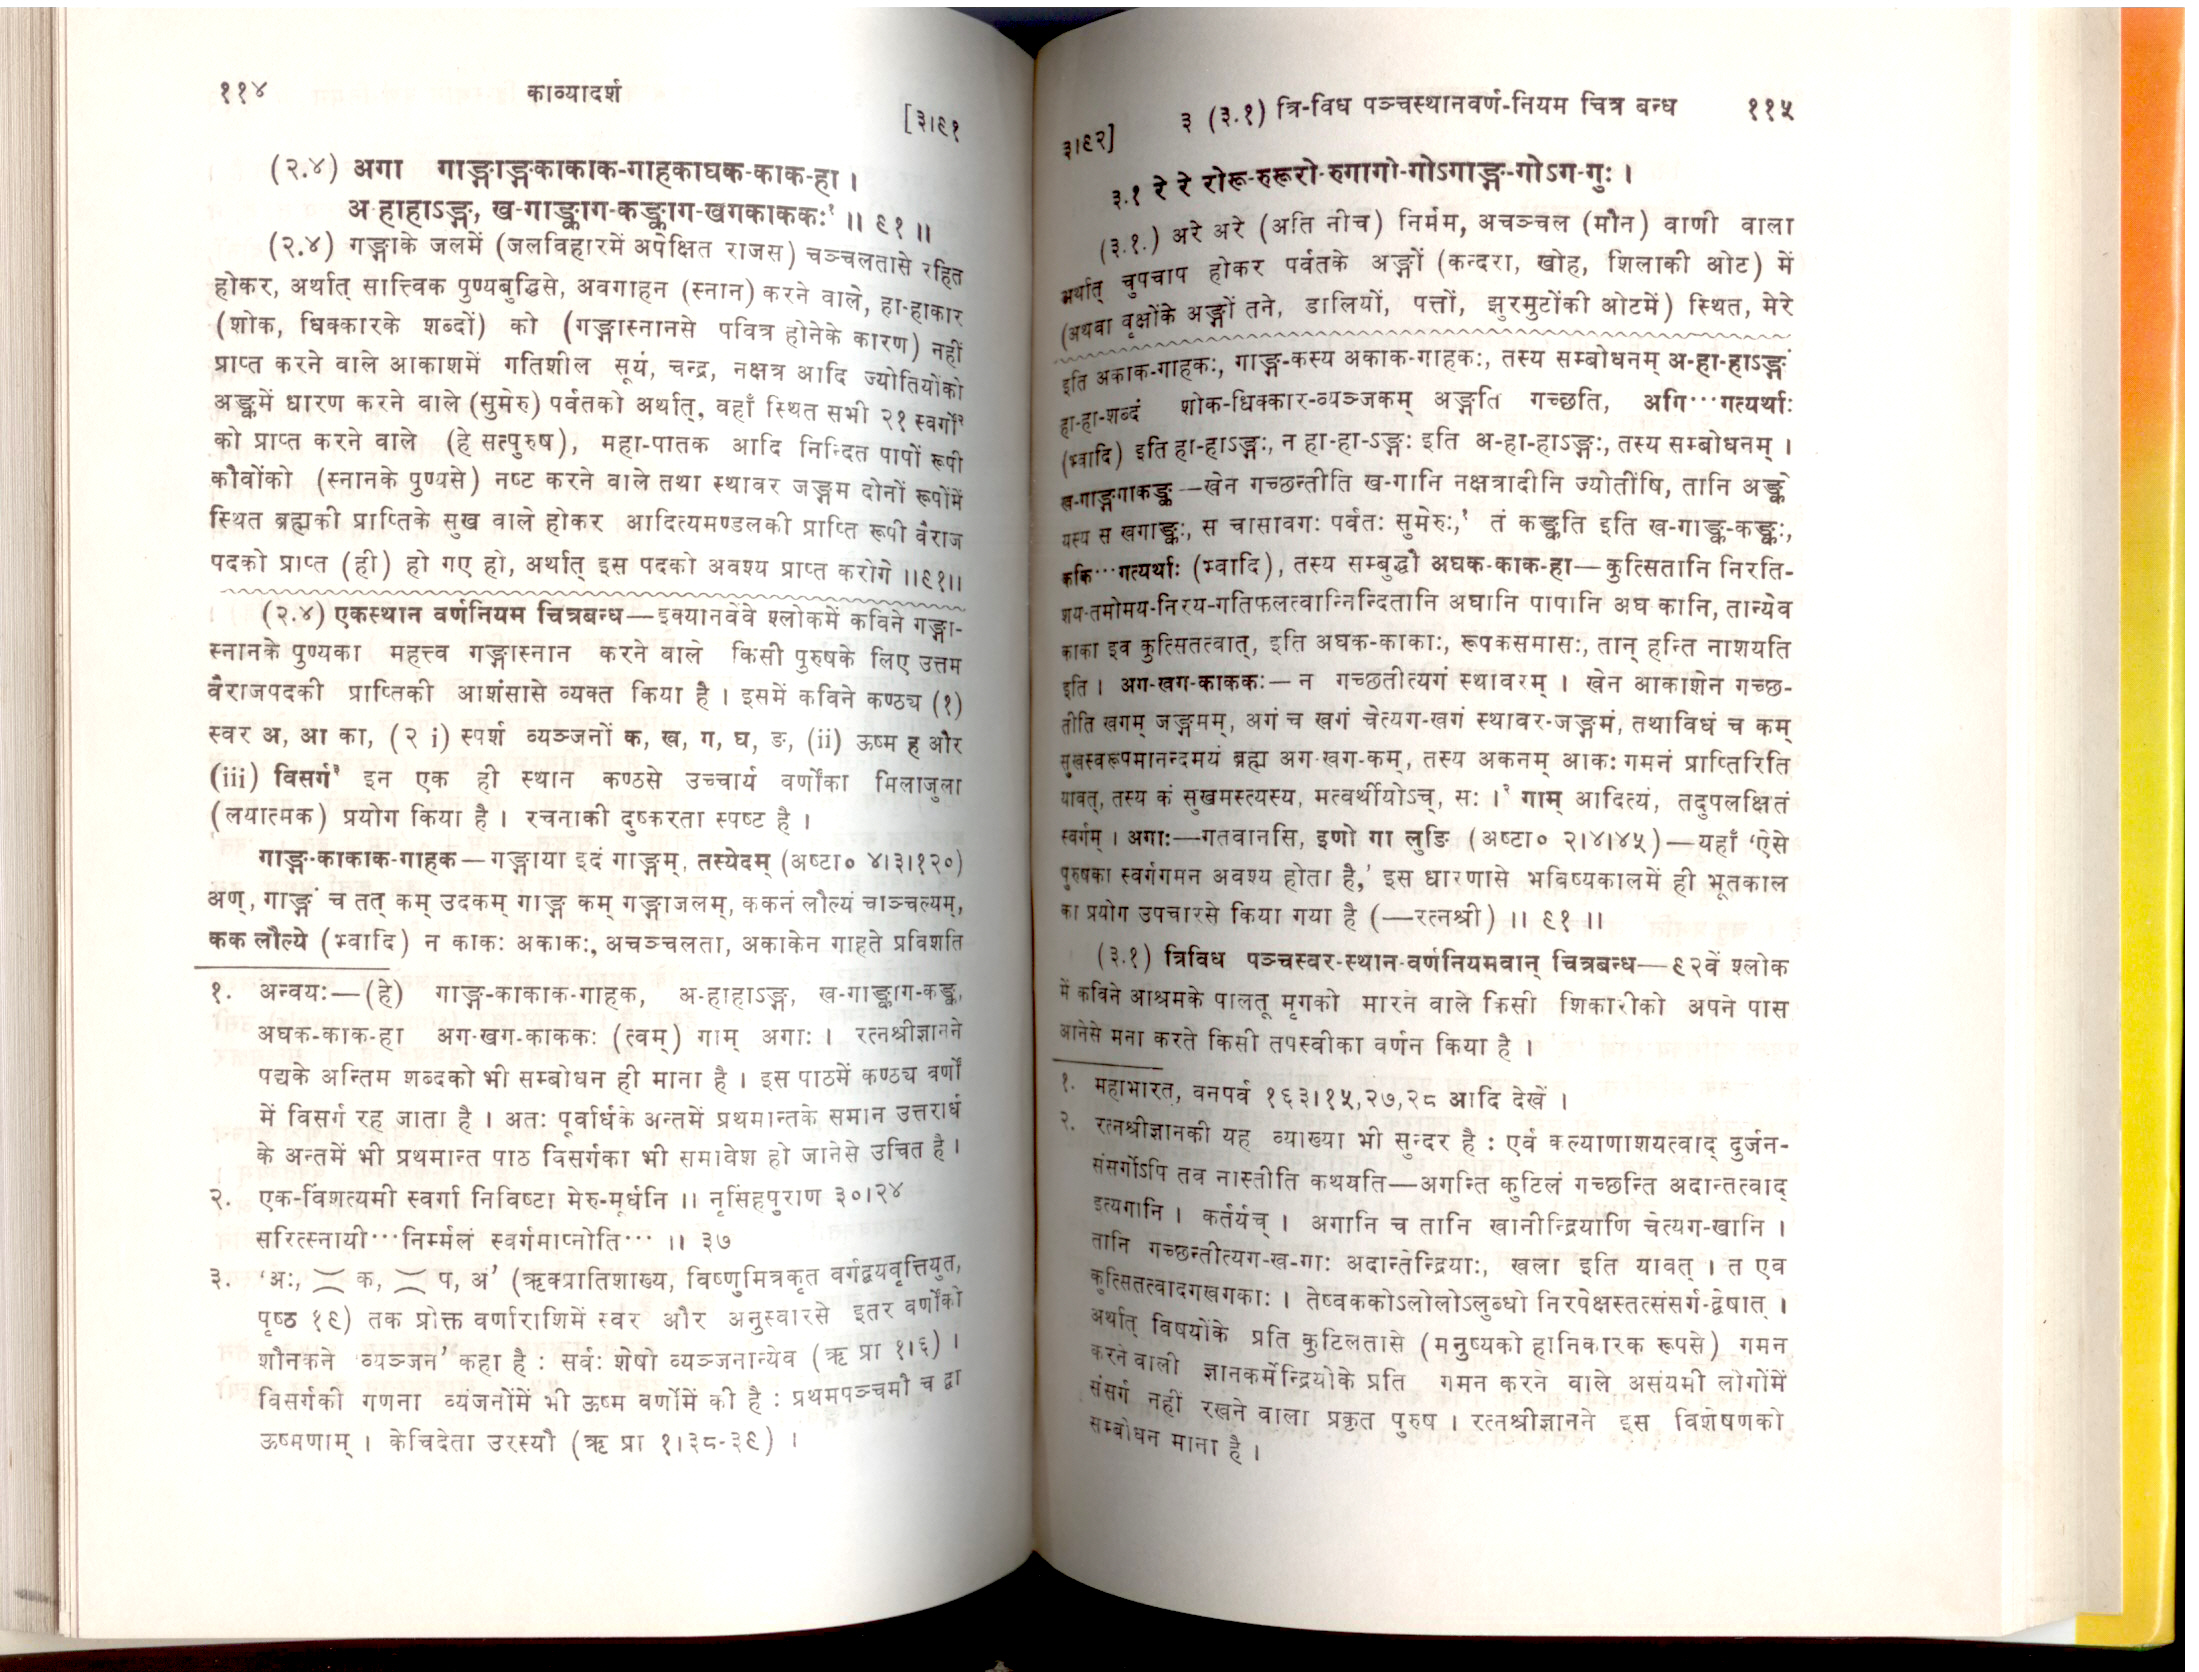 ११४
काव्यादर्श
[३।९१
(२.४) अगा गाङ्गाङ्गकाकाक-गाहकाघक-काक-हा ।
अ-हाहाऽङ्ग, ख-गाङ्काग-कङ्काग-खगकाककः¹ ।। ९१ ।।
(२.४) गङ्गाके जलमें (जलविहारमें अपेक्षित राजस) चञ्चलतासे रहित
होकर, अर्थात् सात्त्विक पुण्यबुद्धिसे, अवगाहन (स्नान) करने वाले, हा-हाकार
(शोक, धिक्कारके शब्दों) को (गङ्गास्नानसे पवित्र होनेके कारण) नहीं
प्राप्त करने वाले आकाशमें गतिशील सूर्य, चन्द्र, नक्षत्र आदि ज्योतियोंको
अङ्कमें धारण करने वाले (सुमेरु) पर्वतको अर्थात्, वहाँ स्थित सभी २१ स्वर्गों²
को प्राप्त करने वाले (हे सत्पुरुष), महा-पातक आदि निन्दित पापों रूपी
कौवोंको (स्नानके पुण्यसे) नष्ट करने वाले तथा स्थावर जङ्गम दोनों रूपोंमें
स्थित ब्रह्मकी प्राप्तिके सुख वाले होकर आदित्यमण्डलकी प्राप्ति रूपी वैराज
पदको प्राप्त (ही) हो गए हो, अर्थात् इस पदको अवश्य प्राप्त करोगे ।।९१।।
(२.४) एकस्थान वर्णनियम चित्रबन्ध—इक्यानवेंवे श्लोकमें कविने गङ्गा-
स्नानके पुण्यका महत्त्व गङ्गास्नान करने वाले किसी पुरुषके लिए उत्तम
वैराजपदकी प्राप्तिकी आशंसासे व्यक्त किया है । इसमें कविने कण्ठ्य (१)
स्वर अ, आ का, (२ i) स्पर्श व्यञ्जनों क, ख, ग, घ, ङ, (ii) ऊष्म ह और
(iii) विसर्ग³ इन एक ही स्थान कण्ठसे उच्चार्य वर्णोंका मिलाजुला
(लयात्मक) प्रयोग किया है । रचनाकी दुष्करता स्पष्ट है ।
गाङ्ग-काकाक-गाहक—गङ्गाया इदं गाङ्गम्, तस्येदम् (अष्टा० ४।३।१२०)
अण्, गाङ्गं च तत् कम् उदकम् गाङ्ग कम् गङ्गाजलम्, ककनं लौल्यं चाञ्चल्यम्,
कक लौल्ये (भ्वादि) न काकः अकाकः, अचञ्चलता, अकाकेन गाहते प्रविशति
१. अन्वयः—(हे) गाङ्ग-काकाक-गाहक, अ-हाहाऽङ्ग, ख-गाङ्काग-कङ्क,
अघक-काक-हा अग-खग-काककः (त्वम्) गाम् अगाः । रत्नश्रीज्ञानने
पद्यके अन्तिम शब्दको भी सम्बोधन ही माना है । इस पाठमें कण्ठ्य वर्णों
में विसर्ग रह जाता है । अतः पूर्वार्धके अन्तमें प्रथमान्तके समान उत्तरार्ध
के अन्तमें भी प्रथमान्त पाठ विसर्गका भी समावेश हो जानेसे उचित है ।
२. एक-विंशत्यमी स्वर्गा निविष्टा मेरु-मूर्धनि ।। नृसिंहपुराण ३०।२४
सरित्स्नायी···निर्म्मलं स्वर्गमाप्नोति··· ।। ३७
३. ‘अः, ≍ क, ≍ प, अं’ (ऋक्प्रातिशाख्य, विष्णुमित्रकृत वर्गद्वयवृत्तियुत,
पृष्ठ १९) तक प्रोक्त वर्णाराशिमें स्वर और अनुस्वारसे इतर वर्णोंको
शौनकने ‘व्यञ्जन’ कहा है : सर्वः शेषो व्यञ्जनान्येव (ऋ प्रा १।६) ।
विसर्गकी गणना व्यंजनोंमें भी ऊष्म वर्णोंमें की है : प्रथमपञ्चमौ च द्वा
ऊष्मणाम् । केचिदेता उरस्यौ (ऋ प्रा १।३८-३९) ।
३ (३.१) त्रि-विध पञ्चस्थानवर्ण-नियम चित्र बन्ध ११५
३।९२]
३.१ रे रे रोरू-रुरूरो-रुगागो-गोऽगाङ्ग-गोऽग-गुः ।
(३.१.) अरे अरे (अति नीच) निर्मम, अचञ्चल (मौन) वाणी वाला
अर्थात् चुपचाप होकर पर्वतके अङ्गों (कन्दरा, खोह, शिलाकी ओट) में
(अथवा वृक्षोंके अङ्गों तने, डालियों, पत्तों, झुरमुटोंकी ओटमें) स्थित, मेरे
इति अकाक-गाहकः, गाङ्ग-कस्य अकाक-गाहकः, तस्य सम्बोधनम् अ-हा-हाऽङ्गं
हा-हा-शब्दं शोक-धिक्कार-व्यञ्जकम् अङ्गति गच्छति, अगि···गत्यर्थाः
(भ्वादि) इति हा-हाऽङ्गः, न हा-हा-ऽङ्गः इति अ-हा-हाऽङ्गः, तस्य सम्बोधनम् ।
ख-गाङ्गगाकङ्क—खेन गच्छन्तीति ख-गानि नक्षत्रादीनि ज्योतींषि, तानि अङ्के
यस्य स खगाङ्कः, स चासावगः पर्वतः सुमेरुः,¹ तं कङ्कति इति ख-गाङ्क-कङ्कः,
ककि···गत्यर्थाः (भ्वादि), तस्य सम्बुद्धौ अघक-काक-हा—कुत्सितानि निरति-
शय-तमोमय-निरय-गतिफलत्वान्निन्दितानि अघानि पापानि अघ कानि, तान्येव
काका इव कुत्सितत्वात्, इति अघक-काकाः, रूपकसमासः, तान् हन्ति नाशयति
इति । अग-खग-काककः—न गच्छतीत्यगं स्थावरम् । खेन आकाशेन गच्छ-
तीति खगम् जङ्गमम्, अगं च खगं चेत्यग-खगं स्थावर-जङ्गमं, तथाविधं च कम्
सुखस्वरूपमानन्दमयं ब्रह्म अग-खग-कम्, तस्य अकनम् आकः गमनं प्राप्तिरिति
यावत्, तस्य कं सुखमस्त्यस्य, मत्वर्थीयोऽच्, सः ।² गाम् आदित्यं, तदुपलक्षितं
स्वर्गम् । अगाः—गतवानसि, इणो गा लुङि (अष्टा० २।४।४५)—यहाँ ‘ऐसे
पुरुषका स्वर्गगमन अवश्य होता है,’ इस धारणासे भविष्यकालमें ही भूतकाल
का प्रयोग उपचारसे किया गया है (—रत्नश्री) ।। ९१ ।।
(३.१) त्रिविध पञ्चस्वर-स्थान-वर्णनियमवान् चित्रबन्ध—९२वें श्लोक
में कविने आश्रमके पालतू मृगको मारने वाले किसी शिकारीको अपने पास
आनेसे मना करते किसी तपस्वीका वर्णन किया है ।
१. महाभारत, वनपर्व १६३।१५,२७,२८ आदि देखें ।
२. रत्नश्रीज्ञानकी यह व्याख्या भी सुन्दर है : एवं कल्याणाशयत्वाद् दुर्जन-
संसर्गोऽपि तव नास्तीति कथयति—अगन्ति कुटिलं गच्छन्ति अदान्तत्वाद्
इत्यगानि । कर्तर्यच् । अगानि च तानि खानीन्द्रियाणि चेत्यग-खानि ।
तानि गच्छन्तीत्यग-ख-गाः अदान्तेन्द्रियाः, खला इति यावत् । त एव
कुत्सितत्वादगखगकाः । तेष्वककोऽलोलोऽलुब्धो निरपेक्षस्तत्संसर्ग-द्वेषात् ।
अर्थात् विषयोंके प्रति कुटिलतासे (मनुष्यको हानिकारक रूपसे) गमन
करने वाली ज्ञानकर्मेन्द्रियोके प्रति गमन करने वाले असंयमी लोगोंमें
संसर्ग नहीं रखने वाला प्रकृत पुरुष । रत्नश्रीज्ञानने इस विशेषणको
सम्बोधन माना है ।